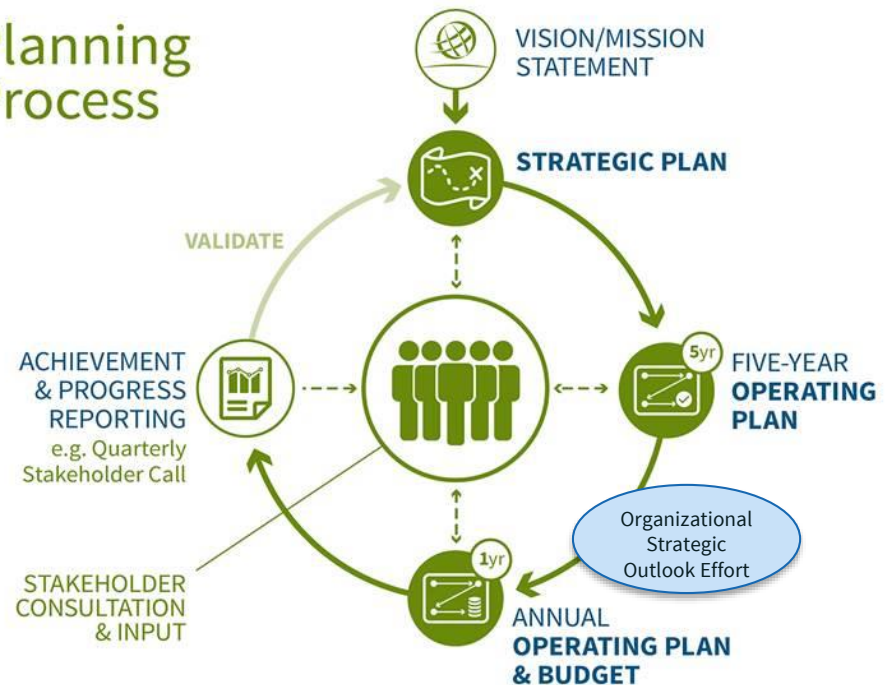 lanning
rocess
VISION/MISSION
STATEMENT
STRATEGIC PLAN
VALIDATE
5yr
FIVE-YEAR
OPERATING
PLAN
ACHIEVEMENT
& PROGRESS
REPORTING
e.g. Quarterly
Stakeholder Call
Organizational
Strategic
Outlook Effort
1yr
STAKEHOLDER
CONSULTATION
& INPUT
ANNUAL
OPERATING PLAN
& BUDGET